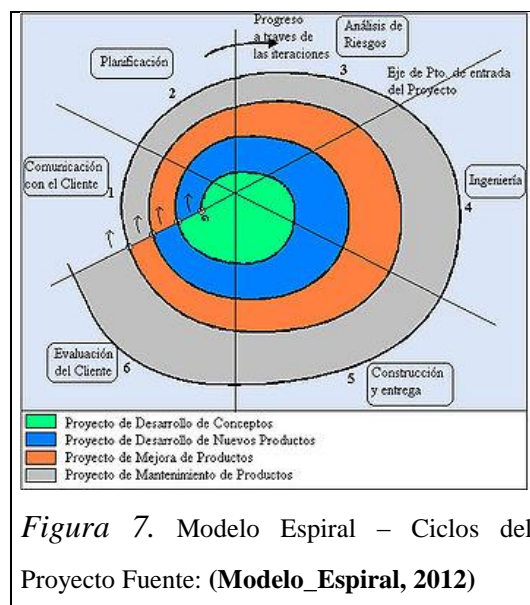 Progreso
a traves de
las iteraciones
Análisis de
Riesgos
Planificación
2
3
Eje de Pto. de entrada
del Proyecto
Comunicación
con el Cliente
1
Ingeniería
4
Evaluación
del Cliente
6
5
Construcción
y entrega
Proyecto de Desarrollo de Conceptos
Proyecto de Desarrollo de Nuevos Productos
Proyecto de Mejora de Productos
Proyecto de Mantenimiento de Productos
Figura 7. Modelo Espiral – Ciclos del
Proyecto Fuente: (Modelo_Espiral, 2012)